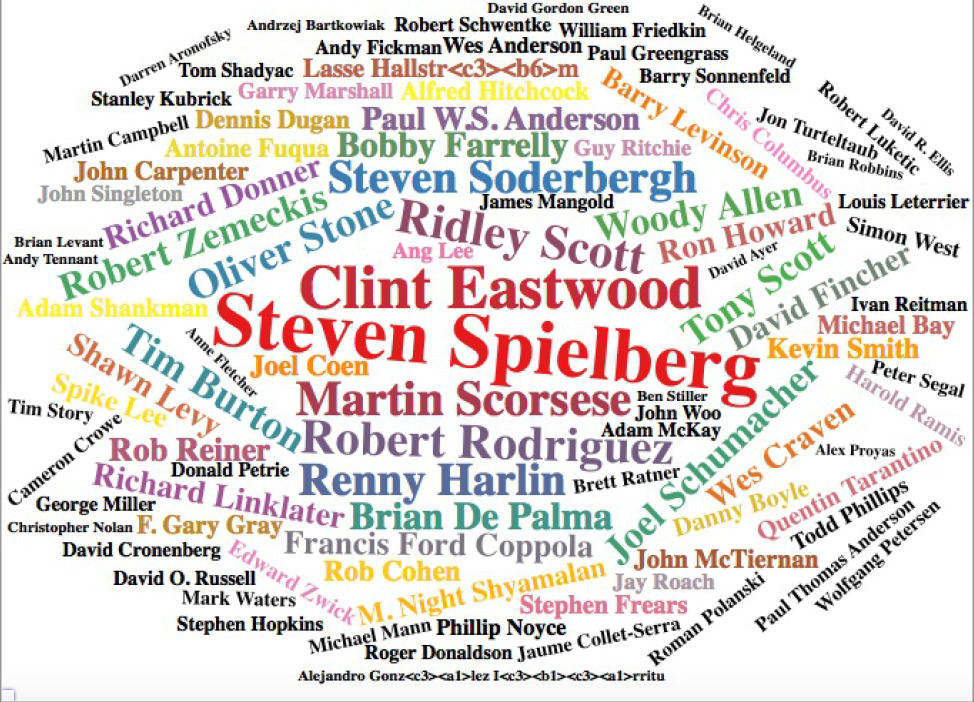 David Gordon Green
Andrzej Bartkowiak
Robert Schwentke
William Friedkin
Brian Helgeland
Darren Aronofsky
Andy Fickman
Wes Anderson
Paul Greengrass
Tom Shadyac
Lasse Hallstr<c3><b6>m
Barry Sonnenfeld
Stanley Kubrick
Garry Marshall
Alfred Hitchcock
Barry Levinson
Chris Columbus
Robert Luketic
David R. Ellis
Martin Campbell
Dennis Dugan
Paul W.S. Anderson
Jon Turteltaub
Antoine Fuqua
Bobby Farrelly
Guy Ritchie
Brian Robbins
John Carpenter
Steven Soderbergh
John Singleton
Richard Donner
James Mangold
Woody Allen
Louis Leterrier
Robert Zemeckis
Oliver Stone
Ridley Scott
Ron Howard
Simon West
Brian Levant
Ang Lee
David Ayer
Andy Tennant
Tony Scott
David Fincher
Clint Eastwood
Adam Shankman
Ivan Reitman
Steven Spielberg
Michael Bay
Tim Burton
Anne Fletcher
Kevin Smith
Shawn Levy
Joel Coen
Peter Segal
Spike Lee
Martin Scorsese
Ben Stiller
Harold Ramis
Tim Story
John Woo
Adam McKay
Joel Schumacher
Wes Craven
Cameron Crowe
Rob Reiner
Robert Rodriguez
Alex Proyas
Donald Petrie
Richard Linklater
Renny Harlin
Brett Ratner
Quentin Tarantino
George Miller
Danny Boyle
Todd Phillips
Christopher Nolan
F. Gary Gray
Brian De Palma
Paul Thomas Anderson
Wolfgang Petersen
David Cronenberg
Edward Zwick
Francis Ford Coppola
John McTiernan
David O. Russell
Rob Cohen
Jay Roach
Mark Waters
M. Night Shyamalan
Stephen Frears
Roman Polanski
Stephen Hopkins
Michael Mann
Phillip Noyce
Roger Donaldson
Jaume Collet-Serra
Alejandro Gonz<c3><a1>lez I<c3><b1><c3><a1>rritu